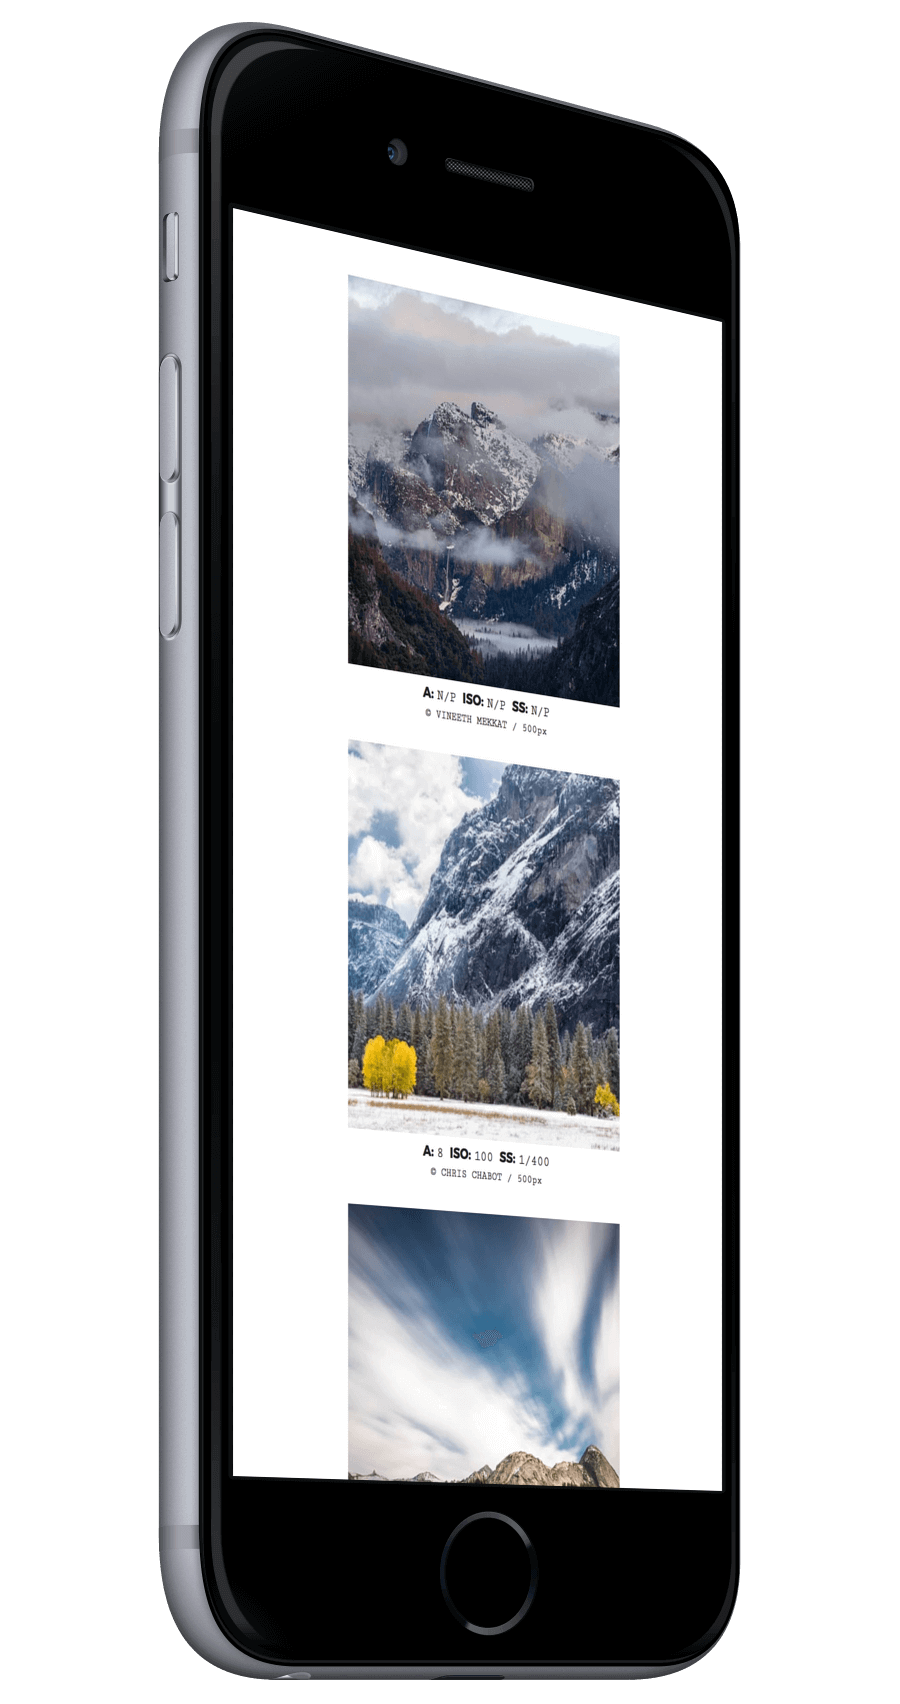 A: N/P ISO: N/P SS: N/P
© VINEETH MEKKAT / 500px
A: 8 ISO: 100 SS: 1/400
© CHRIS CHABOT / 500px